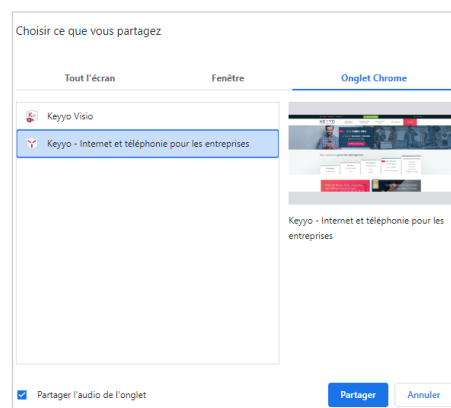 Choisir ce que vous partagez
Tout l'écran Fenêtre Onglet Chrome
Keyyo Visio
Keyyo - Internet et téléphonie pour les entreprises
KEYYO
Keyyo - Internet et téléphonie pour les
entreprises
Partager l'audio de l'onglet
Partager Annuler